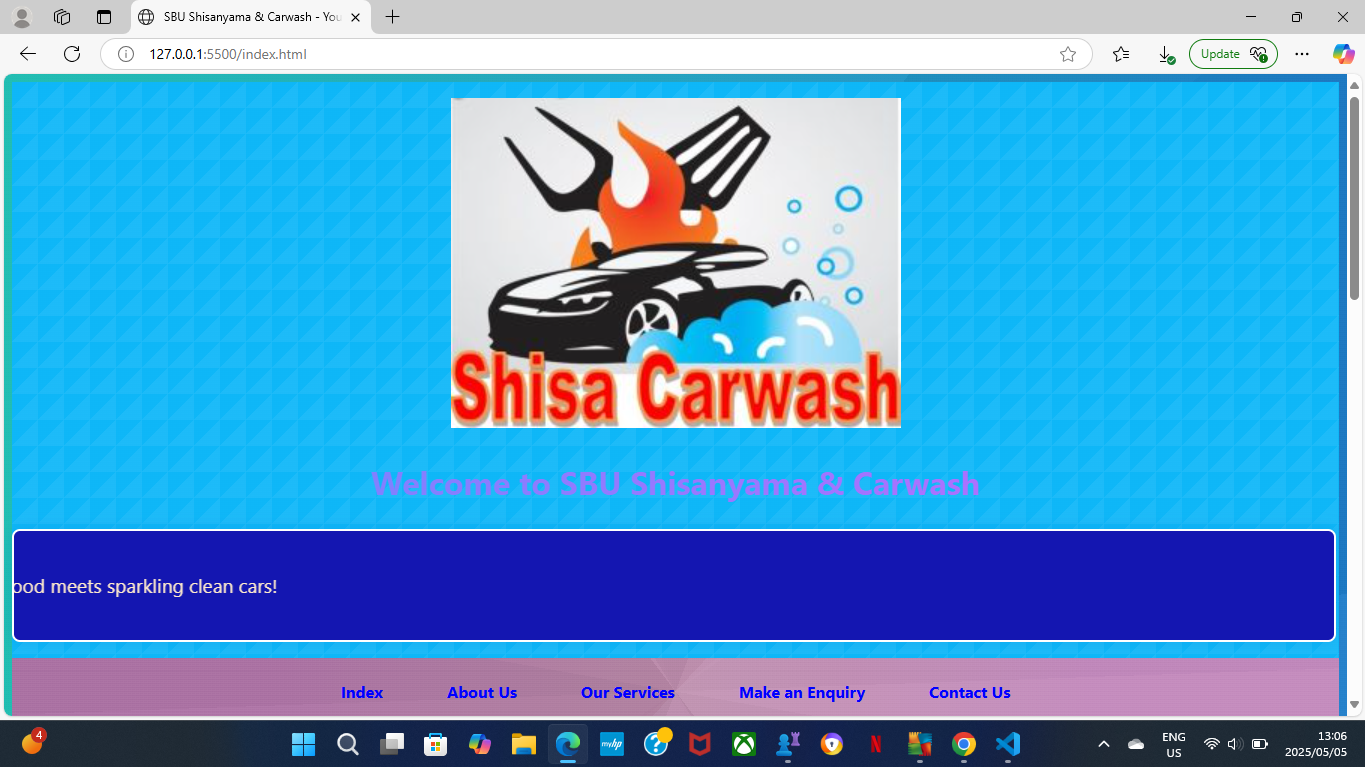 SBU Shisanyama & Carwash - You
127.0.0.1:5500/index.html
Update
Shisa Carwash
Welcome to SBU Shisanyama & Carwash
ood meets sparkling clean cars!
Index About Us Our Services Make an Enquiry Contact Us
4
myhp
ENG
US
13:06
2025/05/05